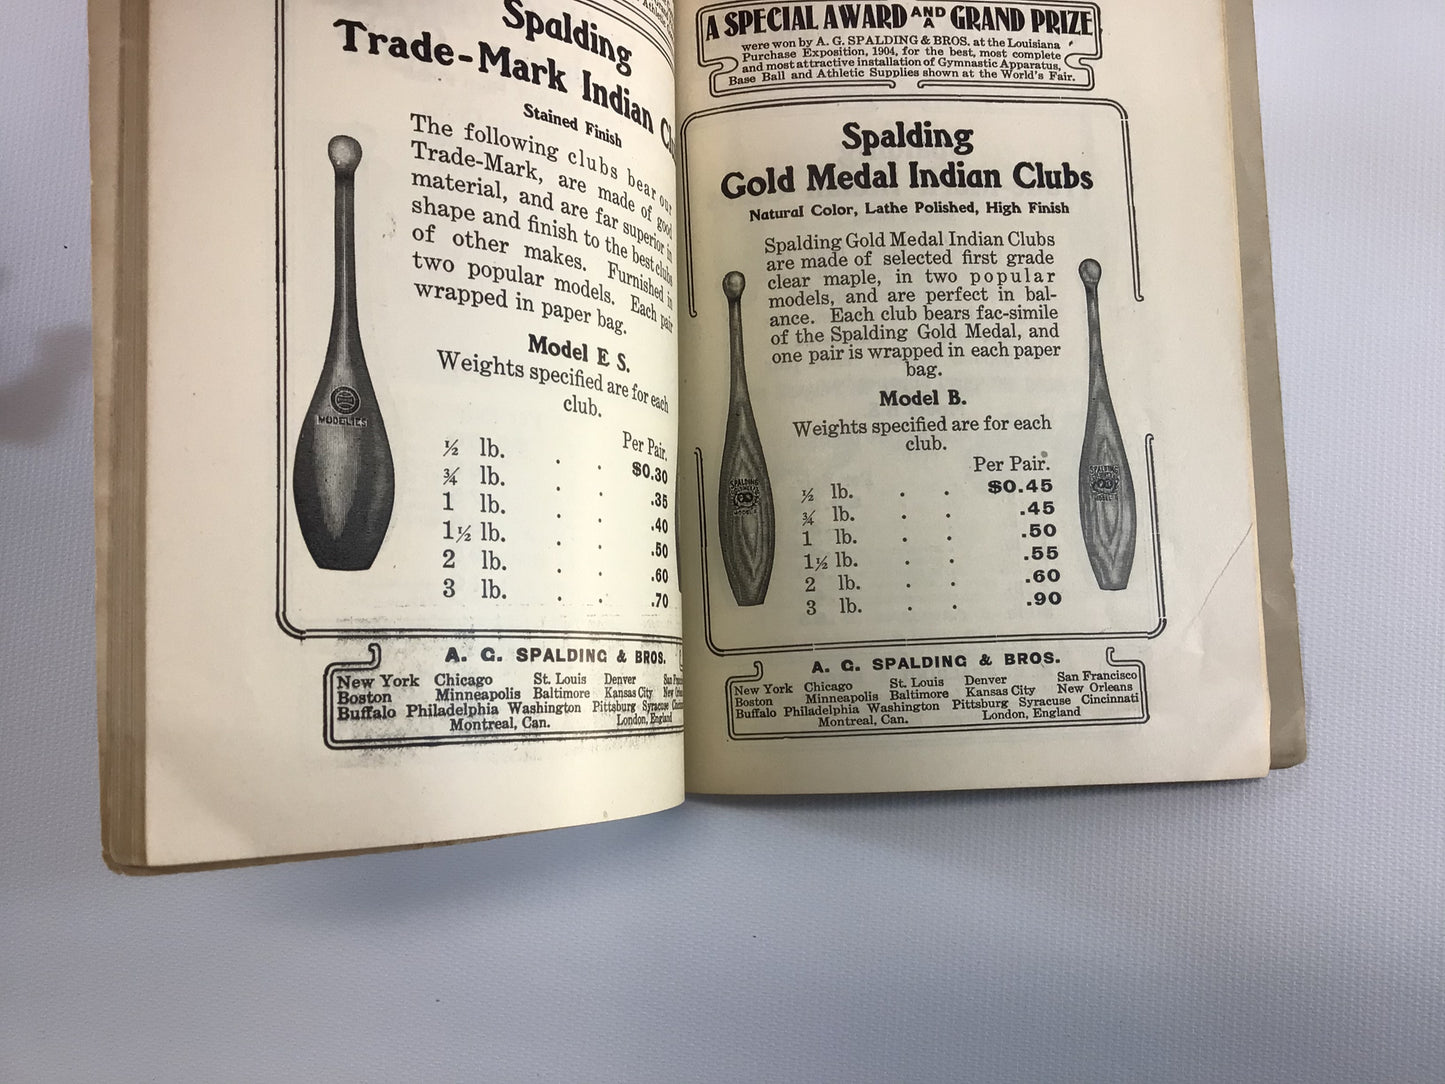 Spalding
Trade-Mark Indian
Stained Finish
The following clubs bear our
Trade-Mark, are made of good
material, and are far superior in
shape and finish to the best clubs
of other makes. Furnished in
two popular models. Each pair
wrapped in paper bag.
MODEL E S
Model E S.
Weights specified are for each
club.
Per Pair.
½ lb. . . $0.30
¾ lb. . . .35
1 lb. . . .40
1½ lb. . . .50
2 lb. . . .60
3 lb. . . .70
A. G. SPALDING & BROS.
New York Chicago St. Louis Denver San
Boston Minneapolis Baltimore Kansas City New
Buffalo Philadelphia Washington Pittsburg Syracuse
Montreal, Can. London, England
A SPECIAL AWARD AND A GRAND PRIZE
were won by A. G. SPALDING & BROS. at the Louisiana
Purchase Exposition, 1904, for the best, most complete
and most attractive installation of Gymnastic Apparatus,
Base Ball and Athletic Supplies shown at the World's Fair.
Spalding
Gold Medal Indian Clubs
Natural Color, Lathe Polished, High Finish
Spalding Gold Medal Indian Clubs
are made of selected first grade
clear maple, in two popular
models, and are perfect in bal-
ance. Each club bears fac-simile
of the Spalding Gold Medal, and
one pair is wrapped in each paper
bag.
SPALDING
SPALDING
Model B.
Weights specified are for each
club.
Per Pair.
½ lb. . . $0.45
¾ lb. . . .45
1 lb. . . .50
1½ lb. . . .55
2 lb. . . .60
3 lb. . . .90
A. G. SPALDING & BROS.
New York Chicago St. Louis Denver San Francisco
Boston Minneapolis Baltimore Kansas City New Orleans
Buffalo Philadelphia Washington Pittsburg Syracuse Cincinnati
Montreal, Can. London, England